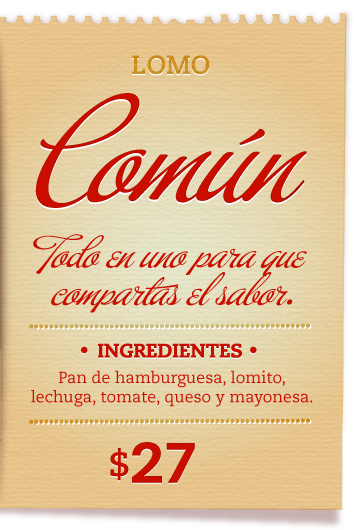 LOMO
Común
Todo en uno para que
compartas el sabor.
• INGREDIENTES •
Pan de hamburguesa, lomito,
lechuga, tomate, queso y mayonesa.
$27